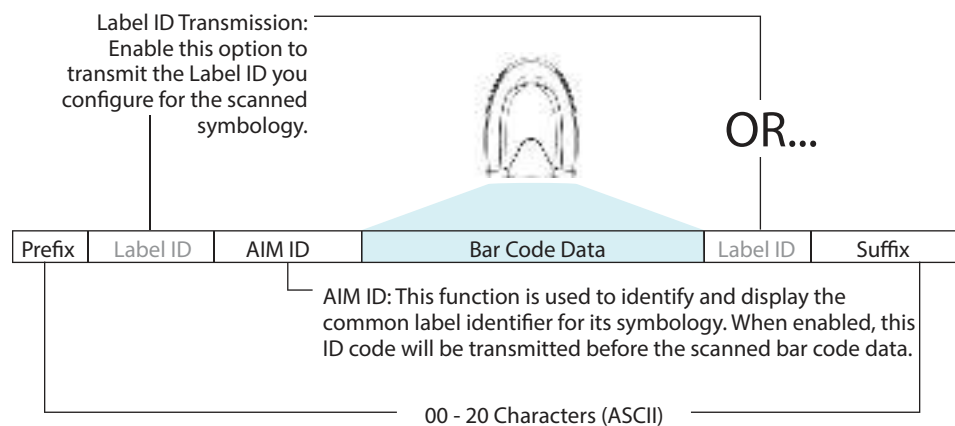 Label ID Transmission:
Enable this option to
transmit the Label ID you
configure for the scanned
symbology.
OR...
Prefix Label ID AIM ID Bar Code Data Label ID Suffix
AIM ID: This function is used to identify and display the
common label identifier for its symbology. When enabled, this
ID code will be transmitted before the scanned bar code data.
00 - 20 Characters (ASCII)